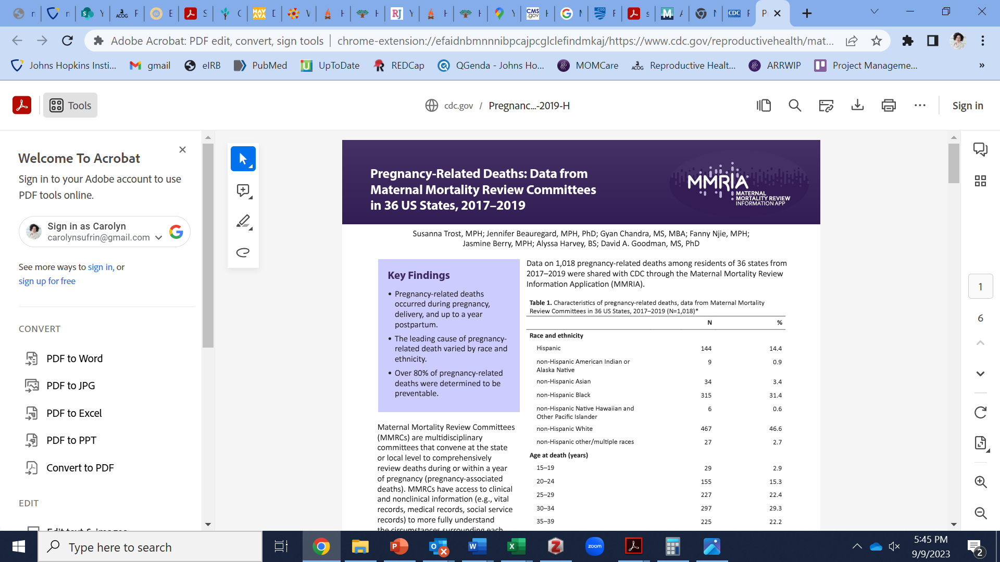 Adobe Acrobat: PDF edit, convert, sign tools | chrome-extension://efaidnbmnnnibpcajpcglclefindmkaj/https://www.cdc.gov/reproductivehealth/mat...
Johns Hopkins Insti... gmail eIRB PubMed UpToDate REDCap QGenda - Johns Ho... MOMCare Reproductive Healt... ARRWIP Project Manageme... »
Tools
cdc.gov / Pregnanc...-2019-H
Sign in
Welcome To Acrobat
Sign in to your Adobe account to use
PDF tools online.
Sign in as Carolyn
carolynsufrin@gmail.com
See more ways to sign in, or
sign up for free
CONVERT
PDF to Word
PDF to JPG
PDF to Excel
PDF to PPT
Convert to PDF
EDIT
Edit text & images
Pregnancy-Related Deaths: Data from
Maternal Mortality Review Committees
in 36 US States, 2017–2019
MMRIA
MATERNAL
MORTALITY REVIEW
INFORMATION APP
Susanna Trost, MPH; Jennifer Beauregard, MPH, PhD; Gyan Chandra, MS, MBA; Fanny Njie, MPH;
Jasmine Berry, MPH; Alyssa Harvey, BS; David A. Goodman, MS, PhD
Key Findings
• Pregnancy-related deaths
occurred during pregnancy,
delivery, and up to a year
postpartum.
• The leading cause of pregnancy-
related death varied by race and
ethnicity.
• Over 80% of pregnancy-related
deaths were determined to be
preventable.
Maternal Mortality Review Committees
(MMRCs) are multidisciplinary
committees that convene at the state
or local level to comprehensively
review deaths during or within a year
of pregnancy (pregnancy-associated
deaths). MMRCs have access to clinical
and nonclinical information (e.g., vital
records, medical records, social service
records) to more fully understand
the circumstances surrounding each
Data on 1,018 pregnancy-related deaths among residents of 36 states from
2017–2019 were shared with CDC through the Maternal Mortality Review
Information Application (MMRIA).
Table 1. Characteristics of pregnancy-related deaths, data from Maternal Mortality
Review Committees in 36 US States, 2017–2019 (N=1,018)*
N %
Race and ethnicity
Hispanic 144 14.4
non-Hispanic American Indian or 9 0.9
Alaska Native
non-Hispanic Asian 34 3.4
non-Hispanic Black 315 31.4
non-Hispanic Native Hawaiian and 6 0.6
Other Pacific Islander
non-Hispanic White 467 46.6
non-Hispanic other/multiple races 27 2.7
Age at death (years)
15–19 29 2.9
20–24 155 15.3
25–29 227 22.4
30–34 297 29.3
35–39 225 22.2
1
6
Type here to search
zoom
5:45 PM
9/9/2023
2